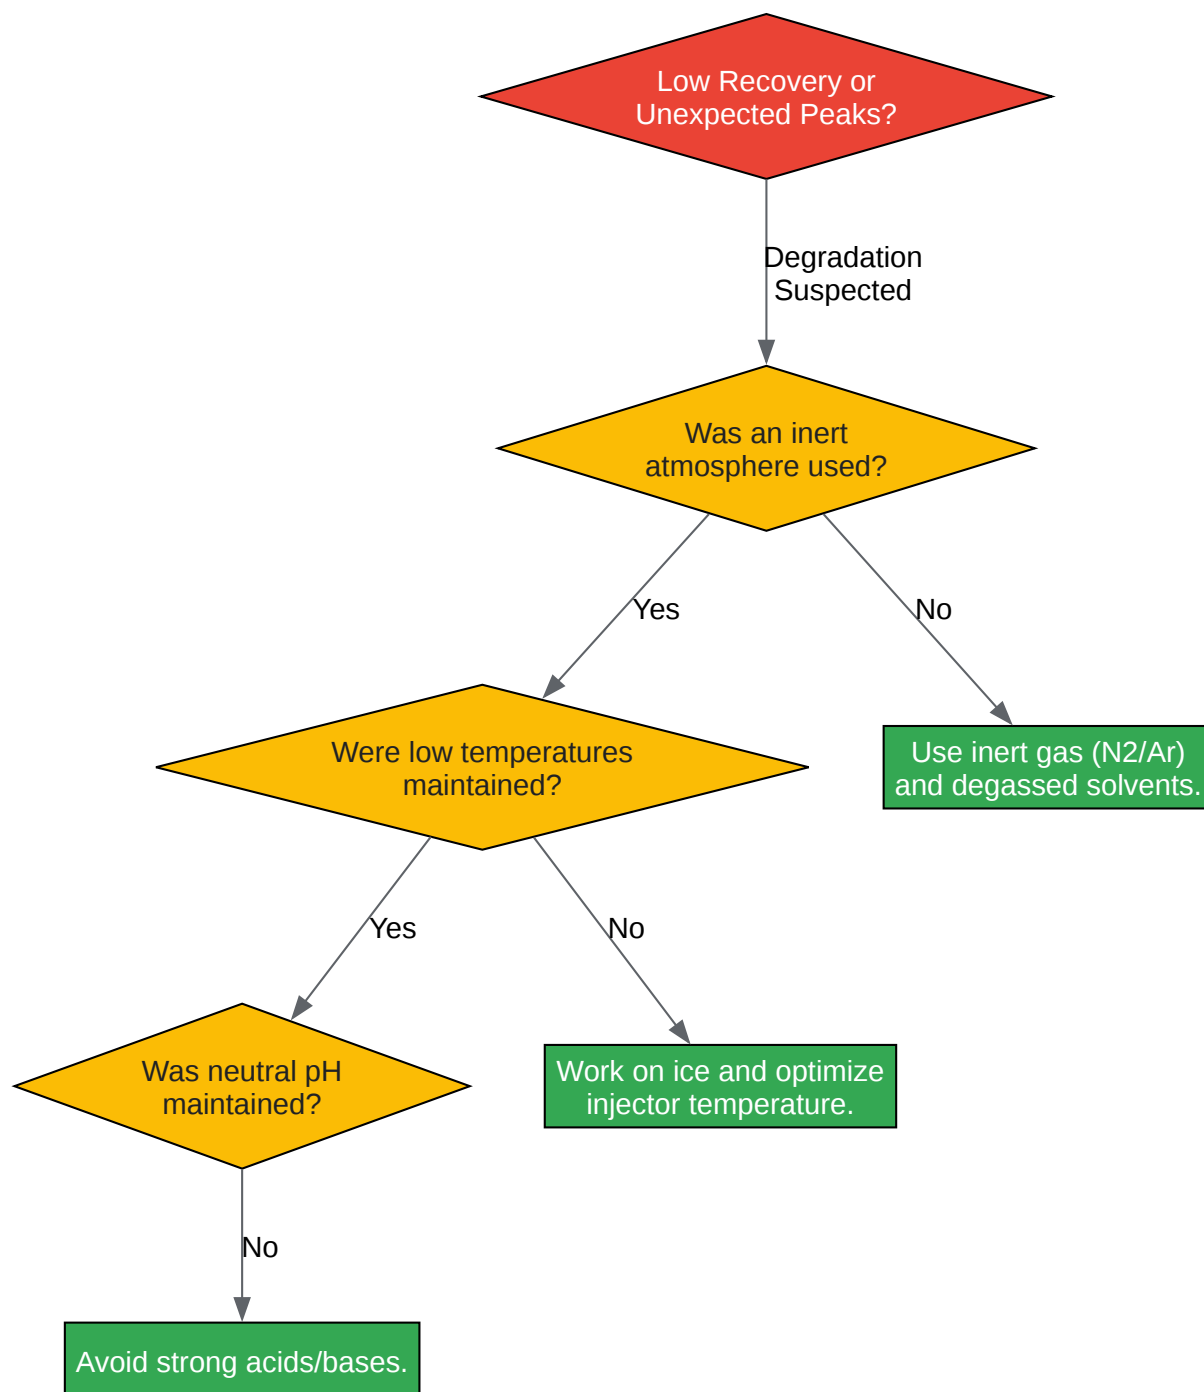 Low Recovery or
Unexpected Peaks?
Degradation
Suspected
Was an inert
atmosphere used?
Yes
No
Were low temperatures
maintained?
Use inert gas (N2/Ar)
and degassed solvents.
Yes
No
Was neutral pH
maintained?
Work on ice and optimize
injector temperature.
No
Avoid strong acids/bases.